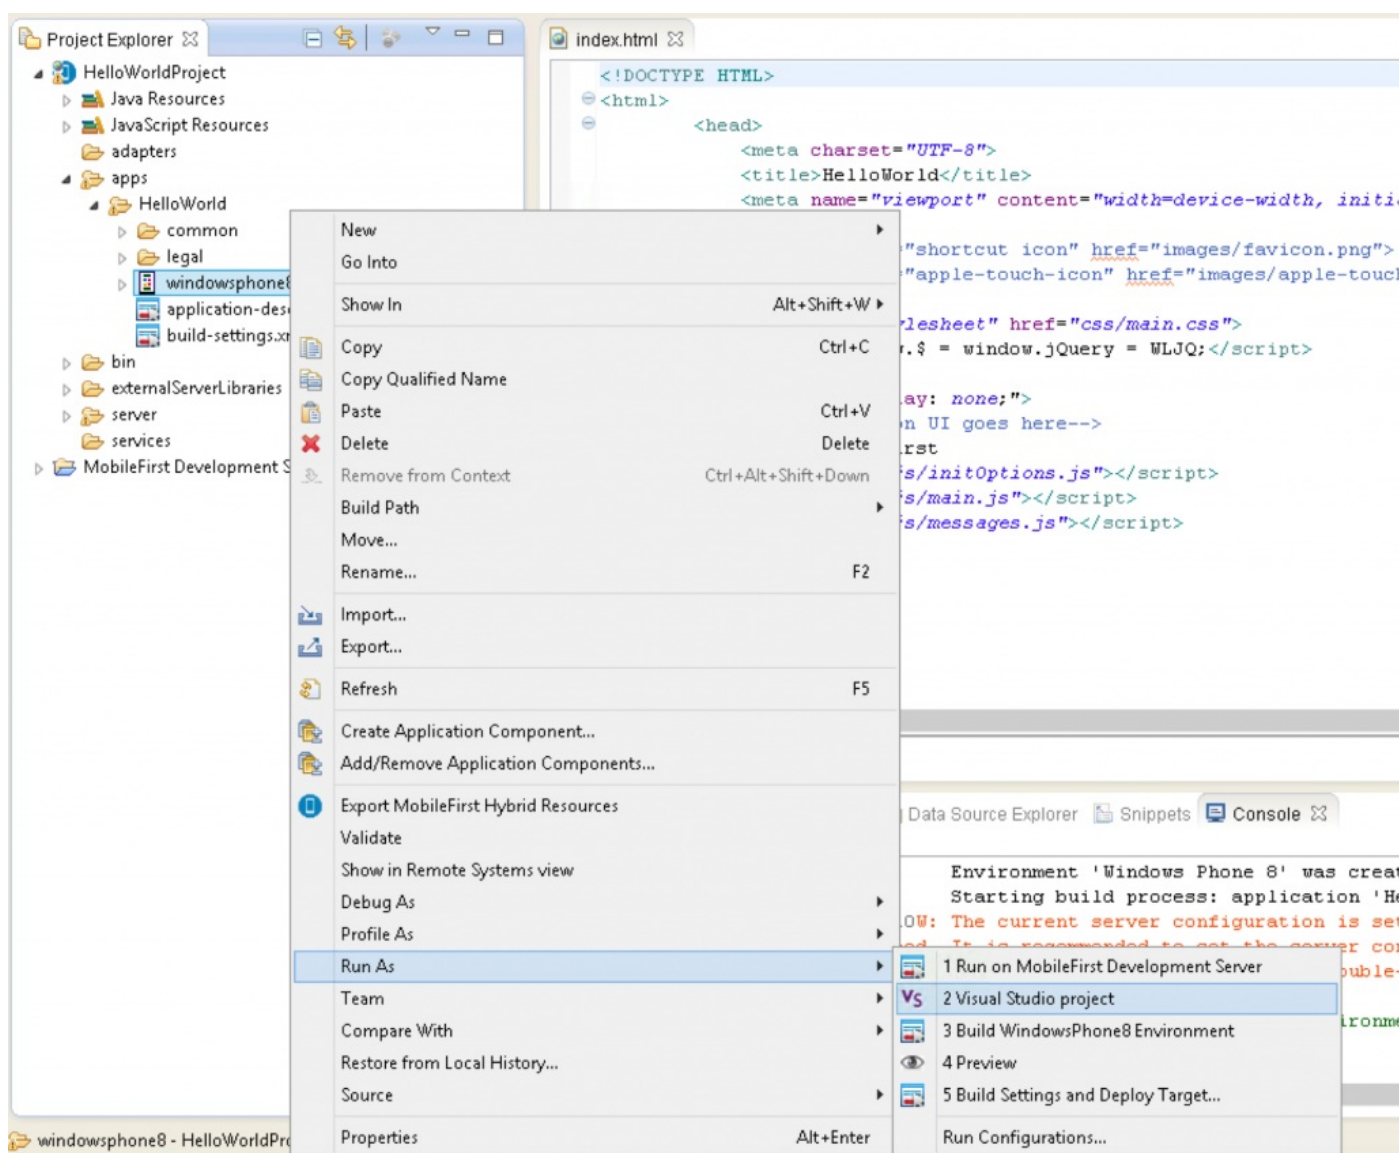 Project Explorer
HelloWorldProject
Java Resources
JavaScript Resources
adapters
apps
HelloWorld
common
legal
windowsphone8
application-des
build-settings.x
bin
externalServerLibraries
server
services
MobileFirst Development S
index.html
<!DOCTYPE HTML>
<html>
<head>
<meta charset="UTF-8">
<title>HelloWorld</title>
<meta name="viewport" content="width=device-width, initi
="shortcut icon" href="images/favicon.png">
="apple-touch-icon" href="images/apple-touch
lesheet" href="css/main.css">
.$ = window.jQuery = WLJQ;</script>
ay: none;">
n UI goes here-->
rst
s/initOptions.js"></script>
s/main.js"></script>
s/messages.js"></script>
New
Go Into
Show In Alt+Shift+W
Copy Ctrl+C
Copy Qualified Name
Paste Ctrl+V
Delete Delete
Remove from Context Ctrl+Alt+Shift+Down
Build Path
Move...
Rename... F2
Import...
Export...
Refresh F5
Create Application Component...
Add/Remove Application Components...
Export MobileFirst Hybrid Resources
Validate
Show in Remote Systems view
Debug As
Profile As
Run As
Team
Compare With
Restore from Local History...
Source
Properties Alt+Enter
Data Source Explorer Snippets Console
Environment 'Windows Phone 8' was creat
Starting build process: application 'He
OW: The current server configuration is se
ouble-
ironme
1 Run on MobileFirst Development Server
VS 2 Visual Studio project
3 Build WindowsPhone8 Environment
4 Preview
5 Build Settings and Deploy Target...
Run Configurations...
windowsphone8 - HelloWorldPr